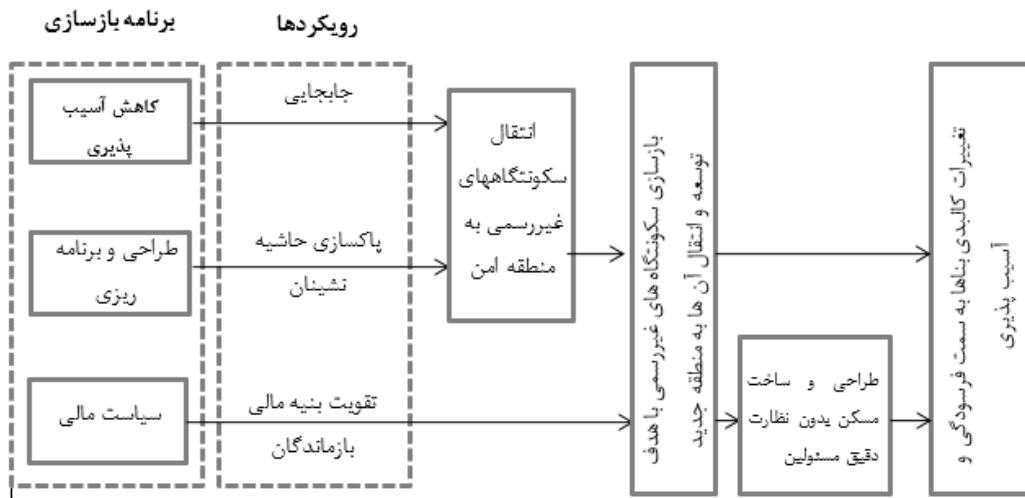 برنامه بازسازی
رویکردها
کاهش آسیب
پذیری
جابجایی
طراحی و برنامه
ریزی
پاکسازی حاشیه
نشینان
سیاست مالی
تقویت بنیه مالی
بازماندگان
انتقال
سکونتگاههای
غیررسمی به
منطقه امن
بازسازی سکونتگاه های غیررسمی با هدف
توسعه و انتقال آن ها به منطقه جدید
طراحی و ساخت
مسکن بدون نظارت
دقیق مسئولین
تغییرات کالبدی بناها به سمت فرسودگی و
آسیب پذیری